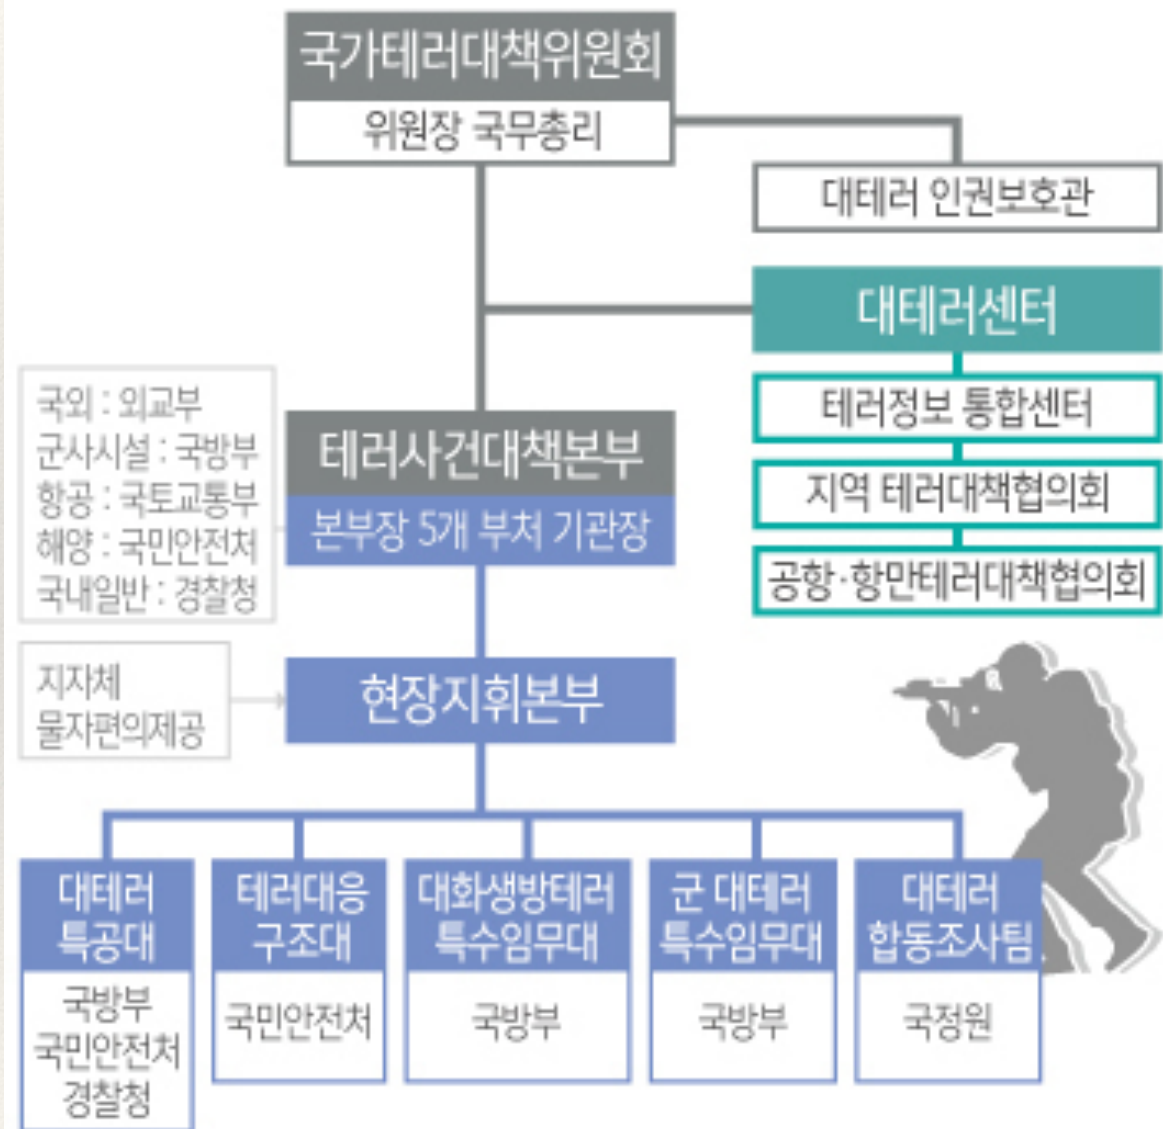 국가테러대책위원회
위원장 국무총리
대테러 인권보호관
대테러센터
테러정보 통합센터
지역 테러대책협의회
공항·항만테러대책협의회
국외 : 외교부
군사시설 : 국방부
항공 : 국토교통부
해양 : 국민안전처
국내일반 : 경찰청
테러사건대책본부
본부장 5개 부처 기관장
지자체
물자편의제공
현장지휘본부
대테러
특공대
국방부
국민안전처
경찰청
테러대응
구조대
국민안전처
대화생방테러
특수임무대
국방부
군 대테러
특수임무대
국방부
대테러
합동조사팀
국정원